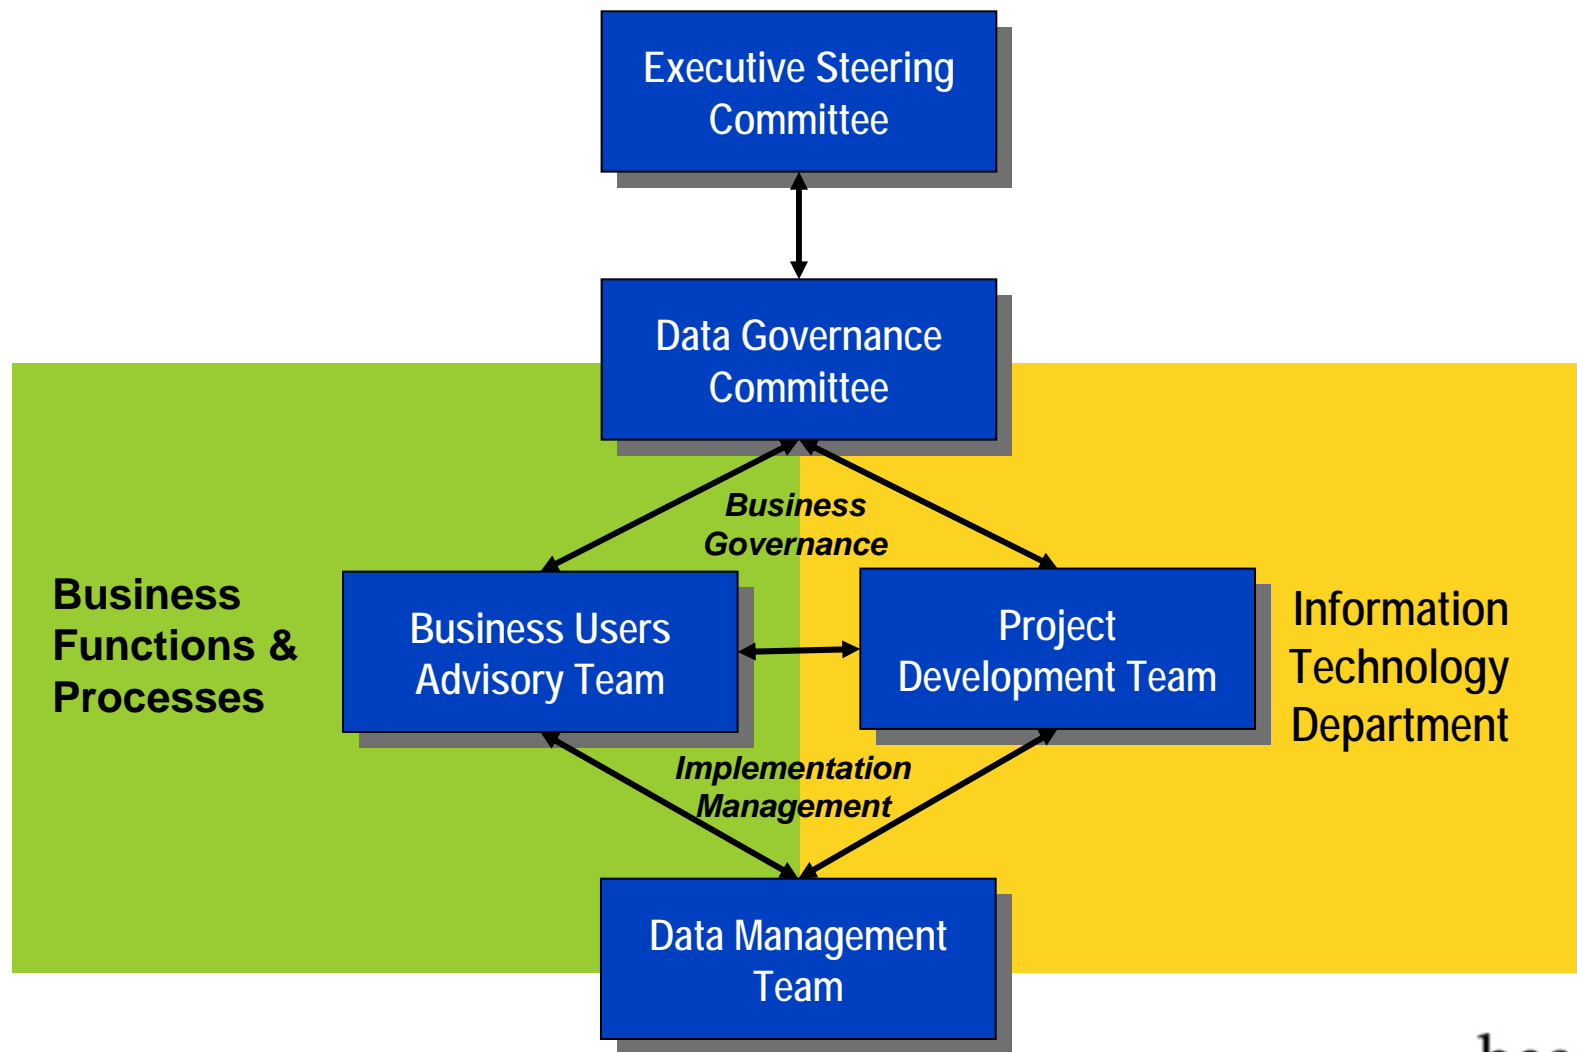 Executive Steering
Committee
Data Governance
Committee
Business
Governance
Business
Functions &
Processes
Business Users
Advisory Team
Project
Development Team
Information
Technology
Department
Implementation
Management
Data Management
Team